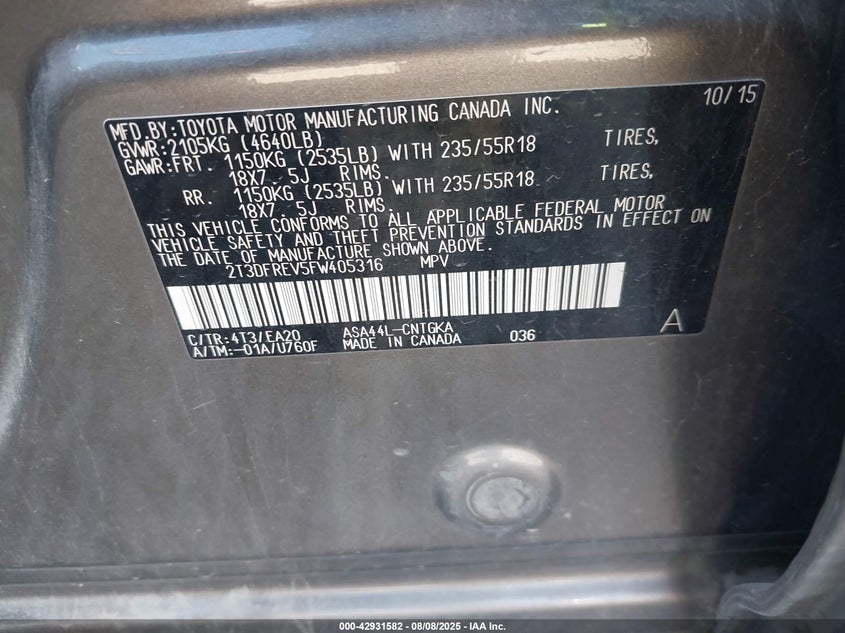 MFD.BY:TOYOTA MOTOR MANUFACTURING CANADA INC. 10/15
GVWR:2105KG (4640LB)
GAWR:FRT. 1150KG (2535LB) WITH 235/55R18 TIRES,
18X7.5J RIMS.
RR. 1150KG (2535LB) WITH 235/55R18 TIRES,
18X7.5J RIMS.
THIS VEHICLE CONFORMS TO ALL APPLICABLE FEDERAL MOTOR
VEHICLE SAFETY AND THEFT PREVENTION STANDARDS IN EFFECT ON
THE DATE OF MANUFACTURE SHOWN ABOVE.
2T3DFREV5FW405316 MPV
C/TR:4T3/EA20 ASA44L-CNTGKA
A/TM:-01A/U760F MADE IN CANADA 036 A
000-42931582 - 08/08/2025 - IAA Inc.